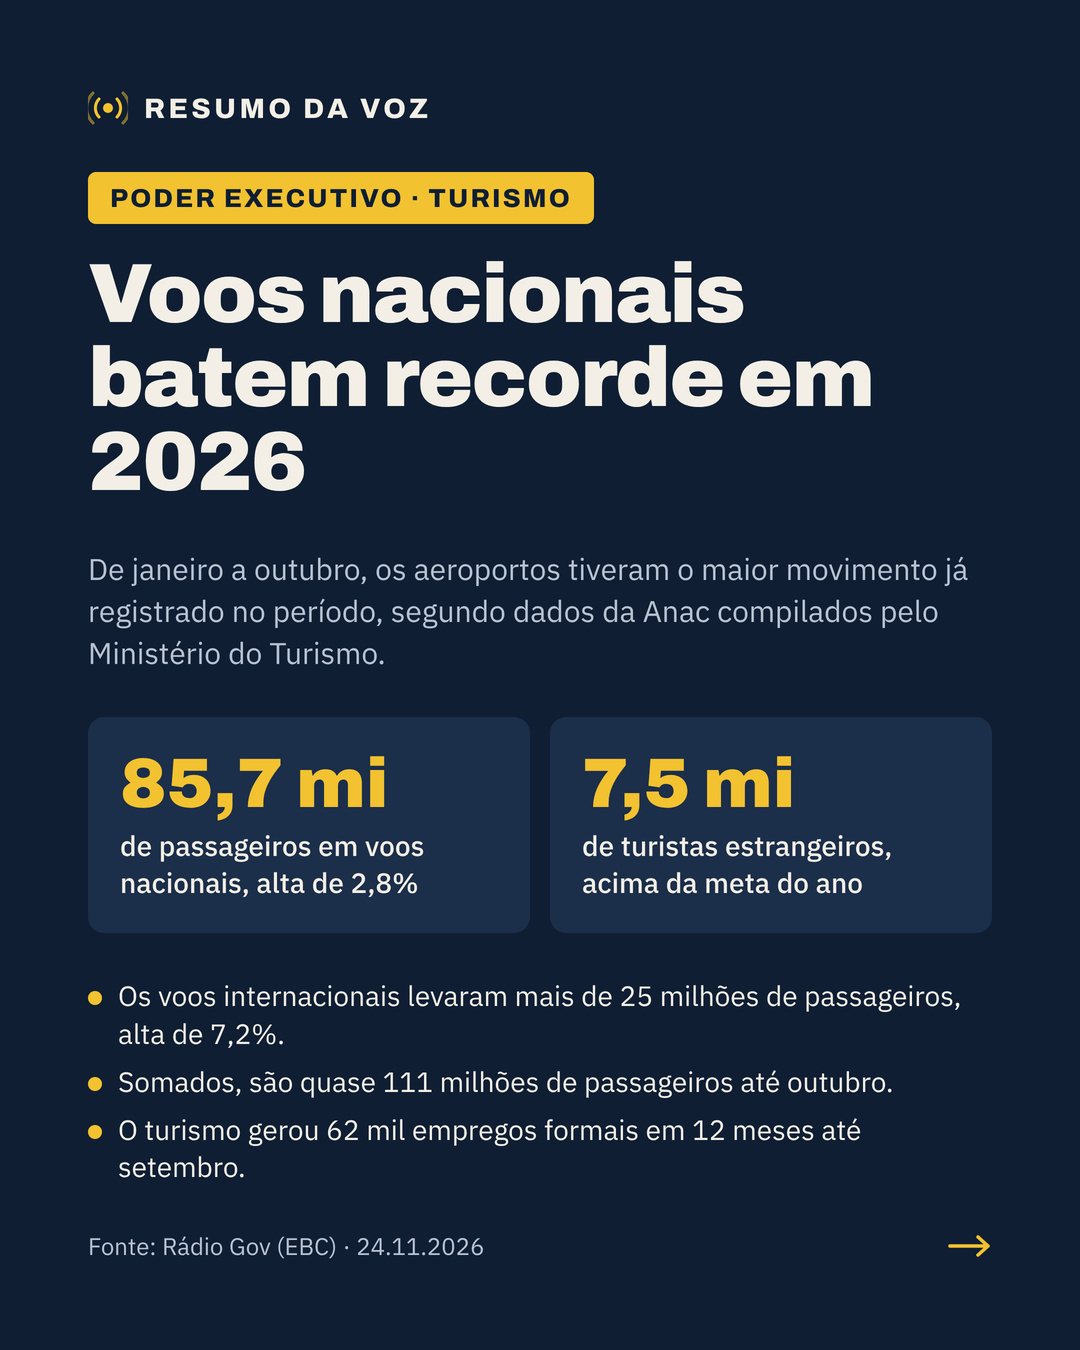 RESUMO DA VOZ
PODER EXECUTIVO · TURISMO
Voos nacionais
batem recorde em
2026
De janeiro a outubro, os aeroportos tiveram o maior movimento já
registrado no período, segundo dados da Anac compilados pelo
Ministério do Turismo.
85,7 mi
de passageiros em voos
nacionais, alta de 2,8%
7,5 mi
de turistas estrangeiros,
acima da meta do ano
Os voos internacionais levaram mais de 25 milhões de passageiros,
alta de 7,2%.
Somados, são quase 111 milhões de passageiros até outubro.
O turismo gerou 62 mil empregos formais em 12 meses até
setembro.
Fonte: Rádio Gov (EBC) · 24.11.2026